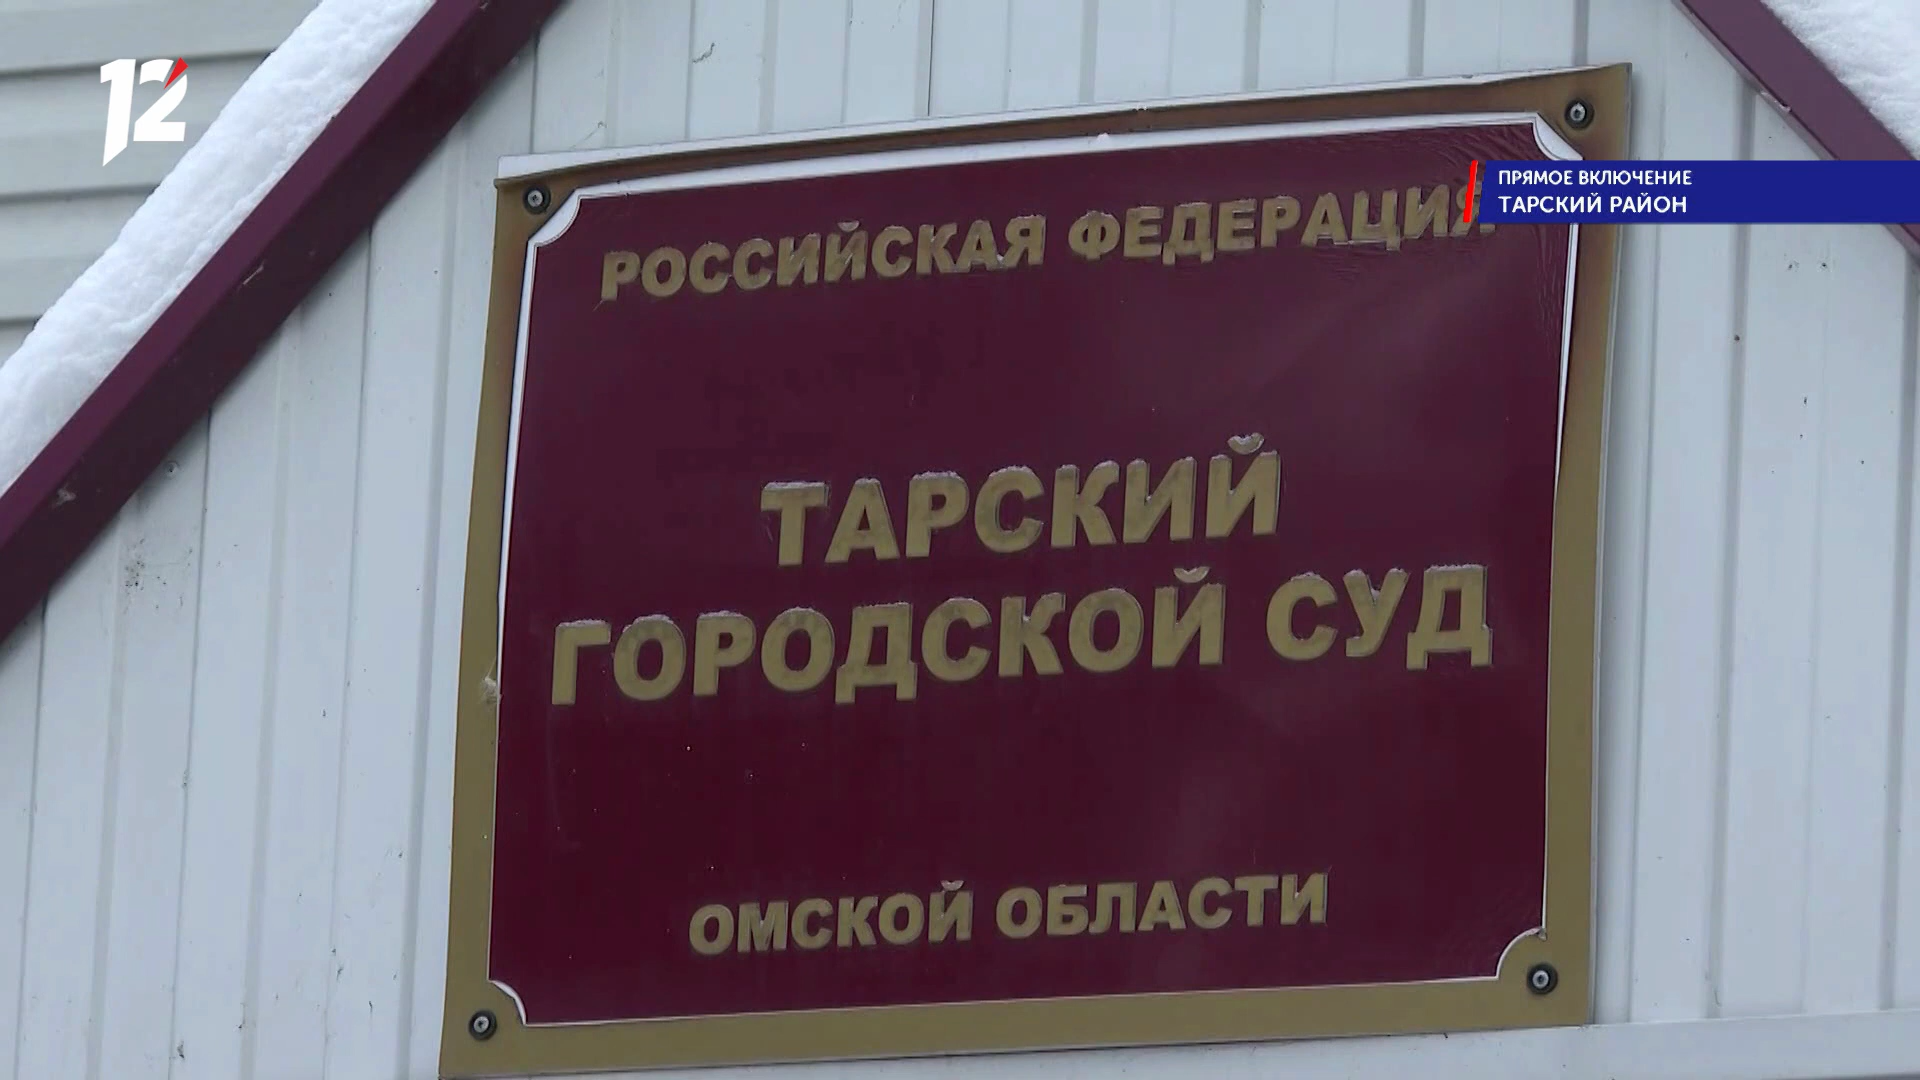 12
ПРЯМОЕ ВКЛЮЧЕНИЕ
ТАРСКИЙ РАЙОН
РОССИЙСКАЯ ФЕДЕРАЦИЯ
ТАРСКИЙ
ГОРОДСКОЙ СУД
ОМСКОЙ ОБЛАСТИ